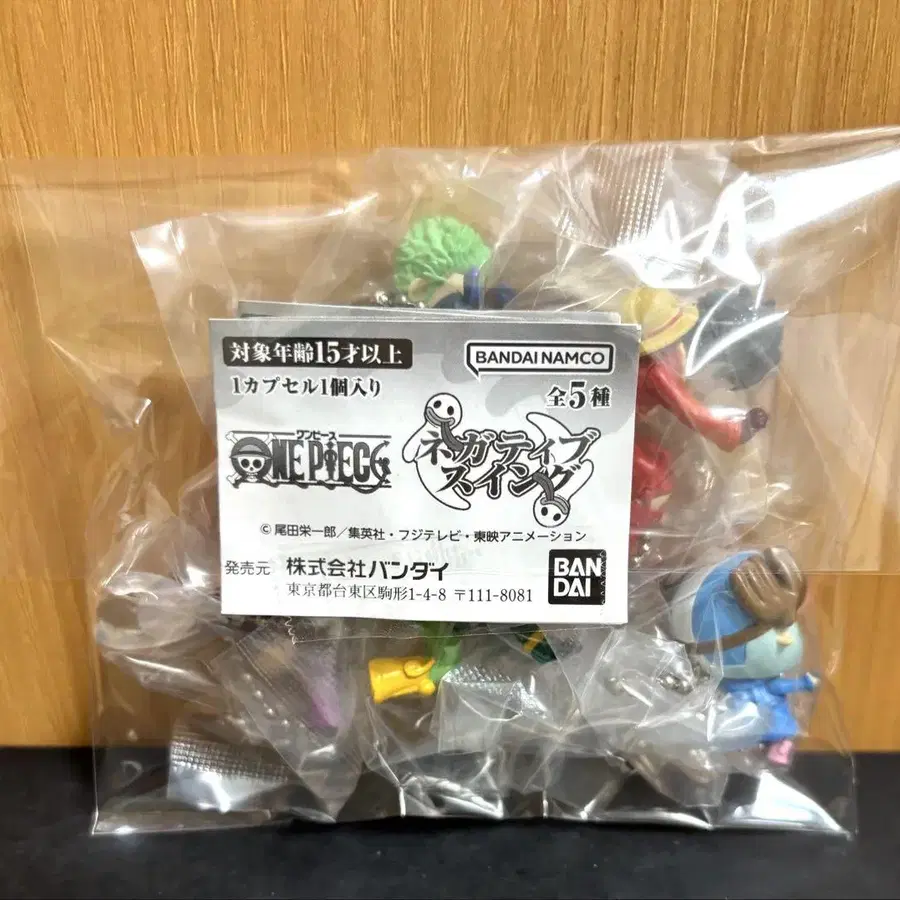 対象年齢15才以上
BANDAI NAMCO
1カプセル1個入り
全5種
ワンピース
ONE PIECE
ネガティブ
スイング
© 尾田栄一郎／集英社・フジテレビ・東映アニメーション
発売元 株式会社バンダイ
東京都台東区駒形1-4-8 〒111-8081
BAN
DAI